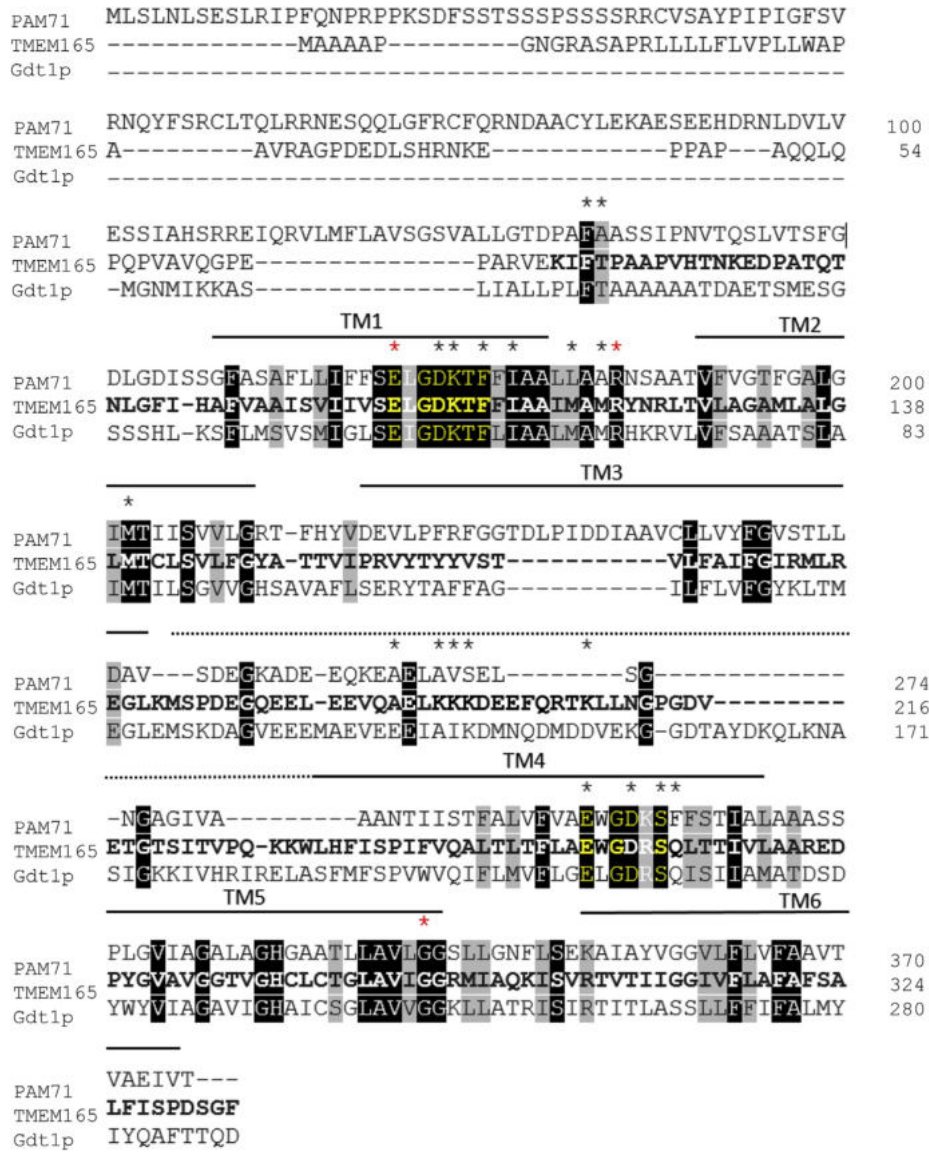 PAM71 MLSLNLSESLRIPFQNPRPPKSDFSSTSSSSPSSSSRRCVSAYPIPIGFSV
TMEM165 -------------MAAAAP---------GNGRASAPRLLLLFLVPLLWAP
Gdt1p --------------------------------------------------
PAM71 RNQYFSRCLTQLRRNESQQLGFRCFQRNDAACYLEKAESEEHDRNLDVLV 100
TMEM165 A---------AVRAGPDEDLSHRNKE------------PPAP---AQQLQ 54
Gdt1p --------------------------------------------------
* *
PAM71 ESSIAHSRREIQRVLMFLAVSGSVALLGTDPAFAASSIPNVTQSLVTSFG
TMEM165 PQPVAVQGPE---------------PARVEKIFTPAAPVHTNKEDPATQT
Gdt1p -MGNMIKKAS---------------LIALLPLFTAAAAAATDAETSMESG
TM1 TM2
* * * * * * * *
PAM71 DLGDISSGFASAFLLIFFSELGDKTFFIAALLAARNSAATVFVGTFGALG 200
TMEM165 NLGFI-HAFVAAISVIIVSELGDKTFFIAAIMAMRYNRLTVLAGAMLALG 138
Gdt1p SSSHL-KSFLMSVSMIGLSEIGDKTFLIAALMAMRHKRVLVFSAAATSLA 83
TM3
*
PAM71 IMTIISVVLGRT-FHYVDEVLPFRFGGTDLPIDDIAAVCLLVYFGVSTLL
TMEM165 LMTCLSVLFGYA-TTVIPRVYTYYVST-----------VLFAIFGIRMLR
Gdt1p IMTILSGVVGHSAVAFLSERYTAFFAG-----------ILFLVFGYKLTM
* * * * *
PAM71 DAV---SDEGKADE-EQKEAELAVSEL------SG--------------- 274
TMEM165 EGLKMSPDEGQEEL-EEVQAELKKKDEEFQRTKLLNGPGDV--------- 216
Gdt1p EGLEMSKDAGVEEEMAEVEEEIAIKDMNQDMDDVEKG-GDTAYDKQLKNA 171
TM4
* * * *
PAM71 -NGAGIVA---------AANTIISTFALVFVAEWGDKSFFSTIALAAASS
TMEM165 ETGTSITVPQ-KKWLHFISPIFVQALTLTFLAEWGDRSQLTTIVLAARED
Gdt1p SIGKKIVHRIRELASFMFSPVWVQIFLMVFLGELGDRSQISIIAMATDSD
TM5 TM6
*
PAM71 PLGVIAGALAGHGAATLLAVLGGSLLGNFLSEKAIAYVGGVLFLVFAAVT 370
TMEM165 PYGVAVGGTVGHCLCTGLAVIGGRMIAQKISVRTVTIIGGIVFLAFAFSA 324
Gdt1p YWYVIAGAVIGHAICSGLAVVGGKLLATRISIRTITLASSLLFFIFALMY 280
PAM71 VAEIVT---
TMEM165 LFISPDSGF
Gdt1p IYQAFTTQD